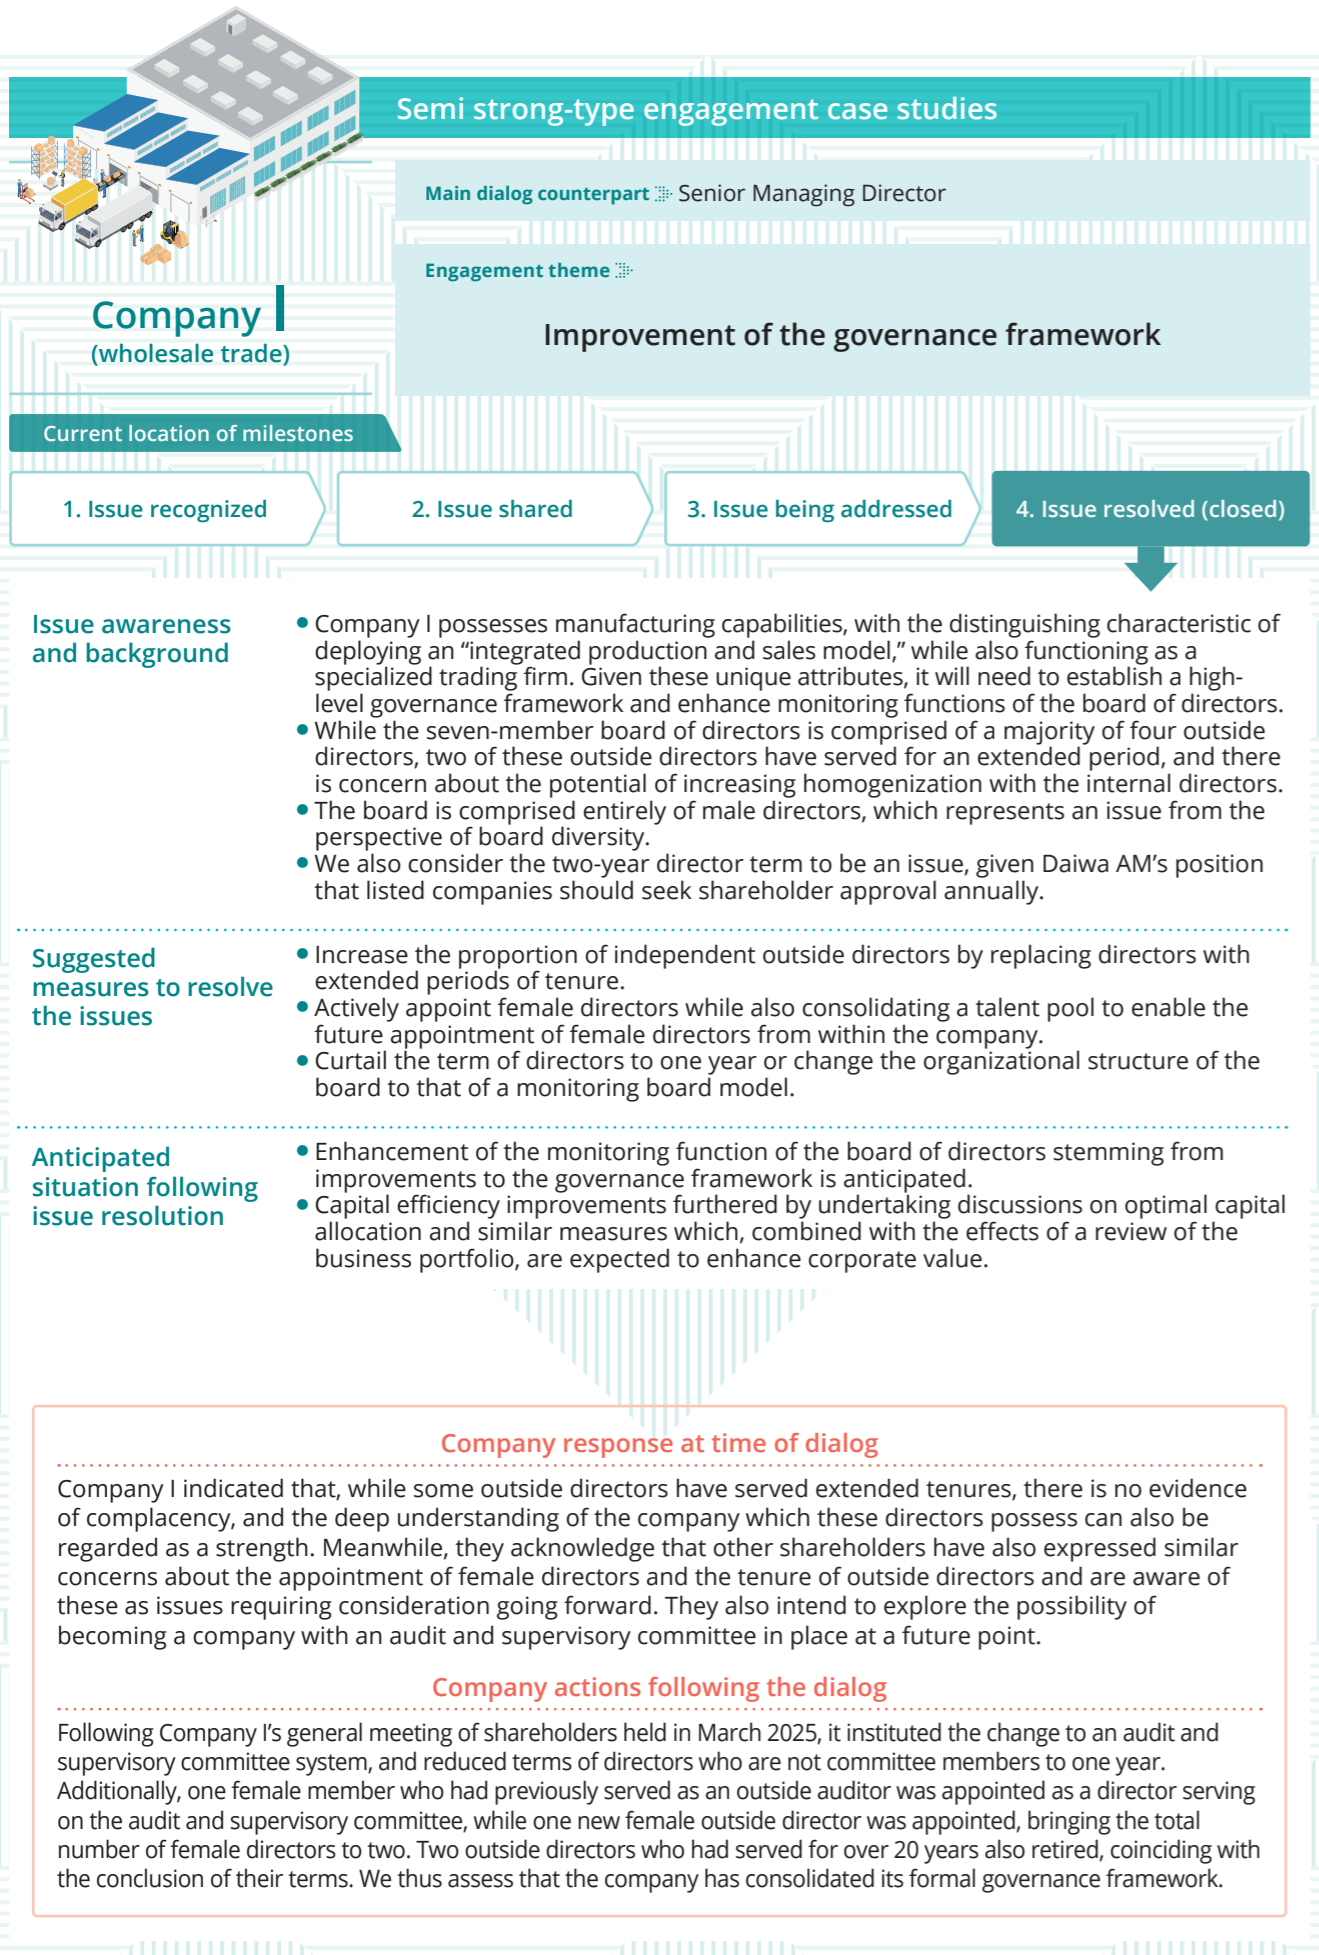 Semi strong-type engagement case studies
Main dialog counterpart Senior Managing Director
Engagement theme
Improvement of the governance framework
Company I
(wholesale trade)
Current location of milestones
1. Issue recognized
2. Issue shared
3. Issue being addressed
4. Issue resolved (closed)
Issue awareness
and background
● Company I possesses manufacturing capabilities, with the distinguishing characteristic of
deploying an “integrated production and sales model,” while also functioning as a
specialized trading firm. Given these unique attributes, it will need to establish a high-
level governance framework and enhance monitoring functions of the board of directors.
● While the seven-member board of directors is comprised of a majority of four outside
directors, two of these outside directors have served for an extended period, and there
is concern about the potential of increasing homogenization with the internal directors.
● The board is comprised entirely of male directors, which represents an issue from the
perspective of board diversity.
● We also consider the two-year director term to be an issue, given Daiwa AM’s position
that listed companies should seek shareholder approval annually.
Suggested
measures to resolve
the issues
● Increase the proportion of independent outside directors by replacing directors with
extended periods of tenure.
● Actively appoint female directors while also consolidating a talent pool to enable the
future appointment of female directors from within the company.
● Curtail the term of directors to one year or change the organizational structure of the
board to that of a monitoring board model.
Anticipated
situation following
issue resolution
● Enhancement of the monitoring function of the board of directors stemming from
improvements to the governance framework is anticipated.
● Capital efficiency improvements furthered by undertaking discussions on optimal capital
allocation and similar measures which, combined with the effects of a review of the
business portfolio, are expected to enhance corporate value.
Company response at time of dialog
Company I indicated that, while some outside directors have served extended tenures, there is no evidence
of complacency, and the deep understanding of the company which these directors possess can also be
regarded as a strength. Meanwhile, they acknowledge that other shareholders have also expressed similar
concerns about the appointment of female directors and the tenure of outside directors and are aware of
these as issues requiring consideration going forward. They also intend to explore the possibility of
becoming a company with an audit and supervisory committee in place at a future point.
Company actions following the dialog
Following Company I’s general meeting of shareholders held in March 2025, it instituted the change to an audit and
supervisory committee system, and reduced terms of directors who are not committee members to one year.
Additionally, one female member who had previously served as an outside auditor was appointed as a director serving
on the audit and supervisory committee, while one new female outside director was appointed, bringing the total
number of female directors to two. Two outside directors who had served for over 20 years also retired, coinciding with
the conclusion of their terms. We thus assess that the company has consolidated its formal governance framework.